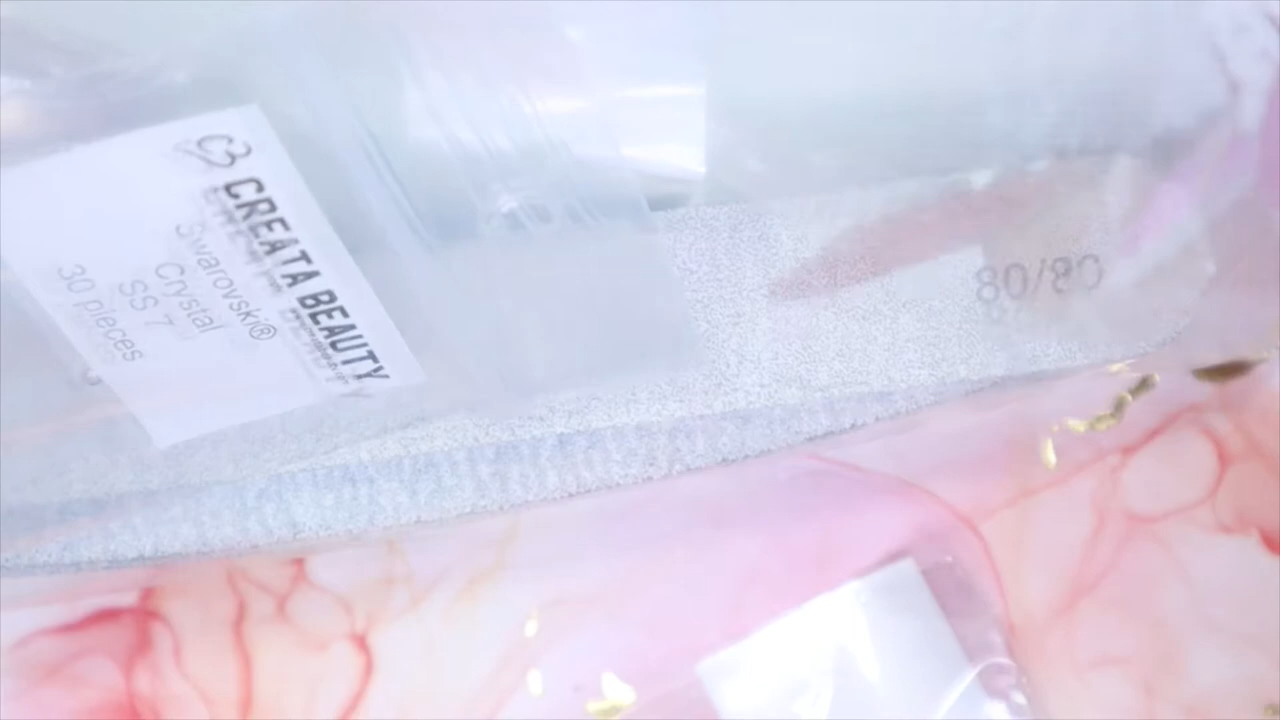 CREATA BEAUTY
Swarovski®
Crystal
SS 7
30 pieces
80/80